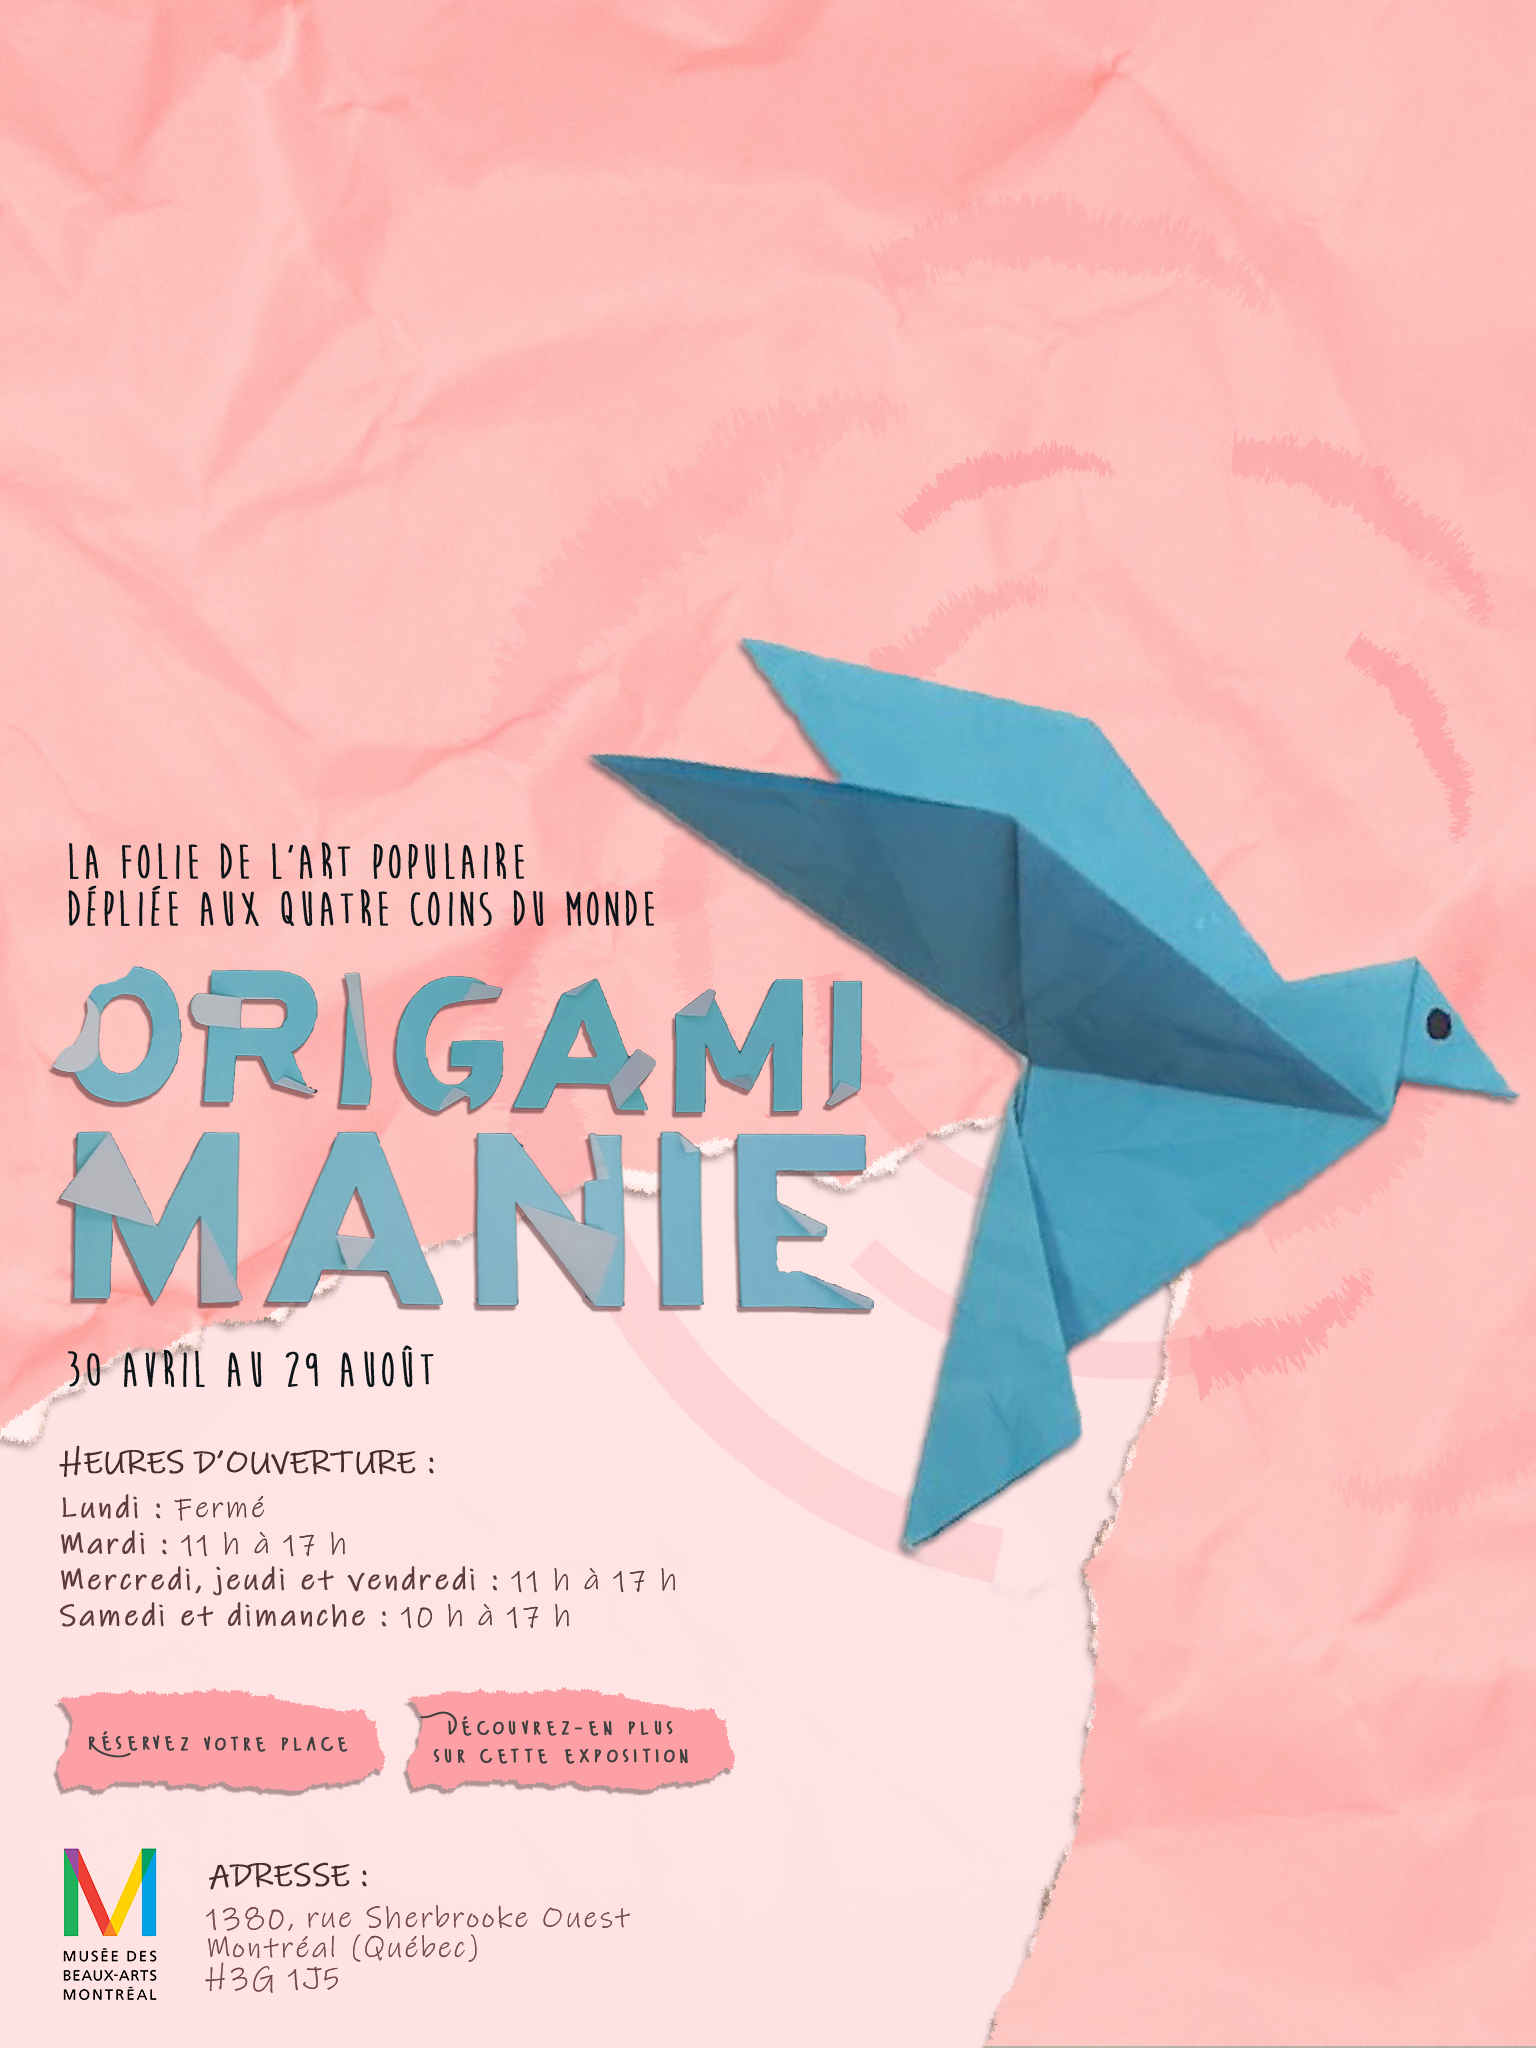 LA FOLIE DE L'ART POPULAIRE
DÉPLIÉE AUX QUATRE COINS DU MONDE
ORIGAMI
MANIE
30 AVRIL AU 29 AUOÛT
HEURES D'OUVERTURE :
Lundi : Fermé
Mardi : 11 h à 17 h
Mercredi, jeudi et vendredi : 11 h à 17 h
Samedi et dimanche : 10 h à 17 h
RÉSERVEZ VOTRE PLACE
DÉCOUVREZ-EN PLUS
SUR CETTE EXPOSITION
M
MUSÉE DES
BEAUX-ARTS
MONTRÉAL
ADRESSE :
1380, rue Sherbrooke Ouest
Montréal (Québec)
H3G 1J5